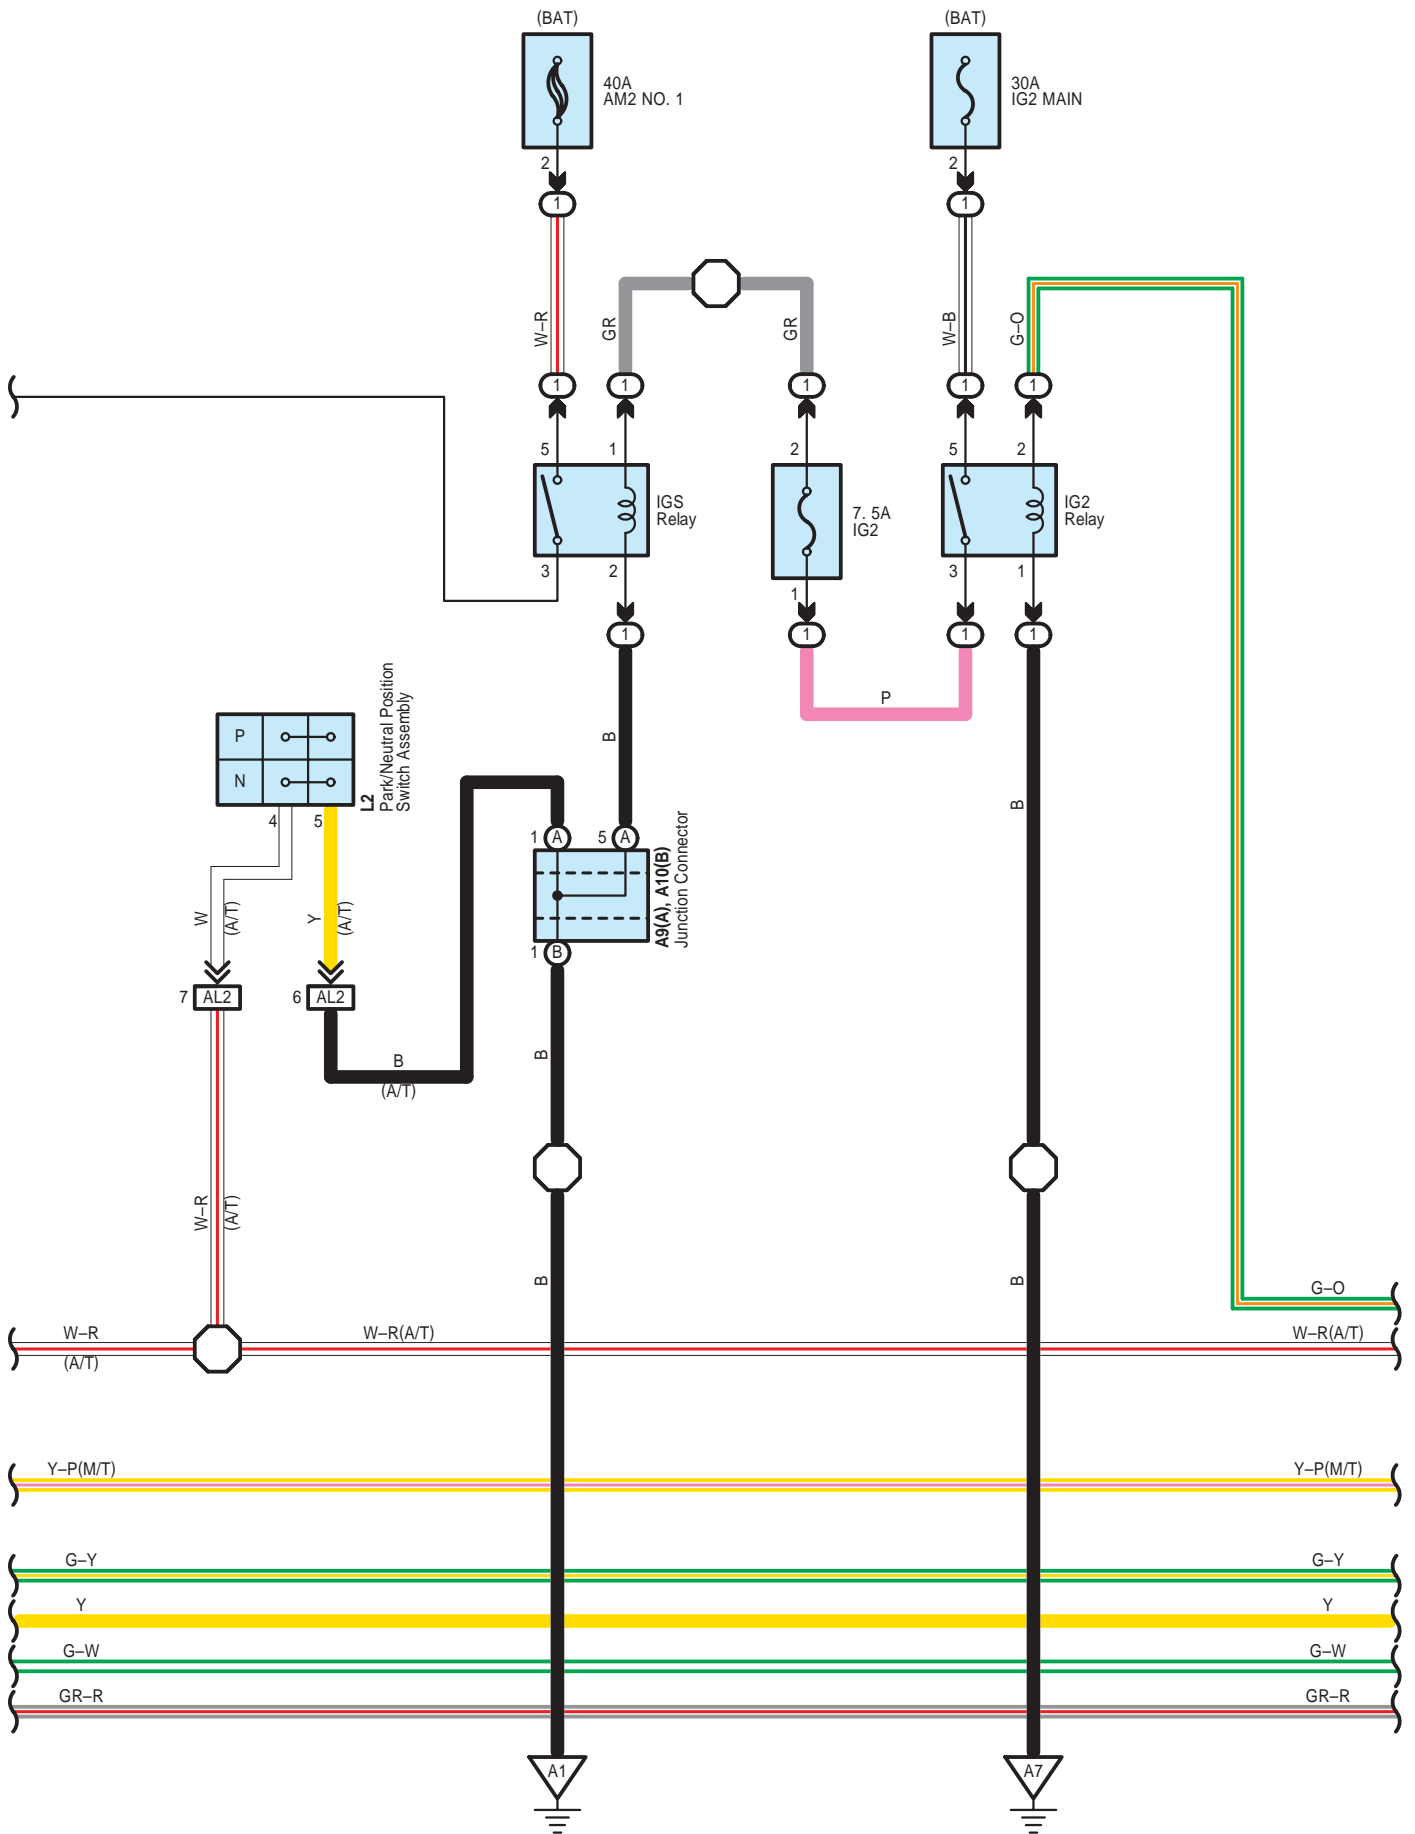 (BAT)
(BAT)
40A
AM2 NO. 1
30A
IG2 MAIN
2
2
1
1
W–R
GR
GR
W–B
G–O
1
1
1
1
1
5
1
2
5
2
IGS
Relay
7. 5A
IG2
IG2
Relay
3
2
1
3
1
1
1
1
1
P
B
B
P
N
L2
Park/Neutral Position
Switch Assembly
4
5
1
A
5
A
A9(A), A10(B)
Junction Connector
W
(A/T)
Y
(A/T)
1
B
7
AL2
6
AL2
B
(A/T)
B
W–R
(A/T)
B
B
G–O
W–R
(A/T)
W–R(A/T)
W–R(A/T)
Y–P(M/T)
Y–P(M/T)
G–Y
G–Y
Y
Y
G–W
G–W
GR–R
GR–R
A1
A7